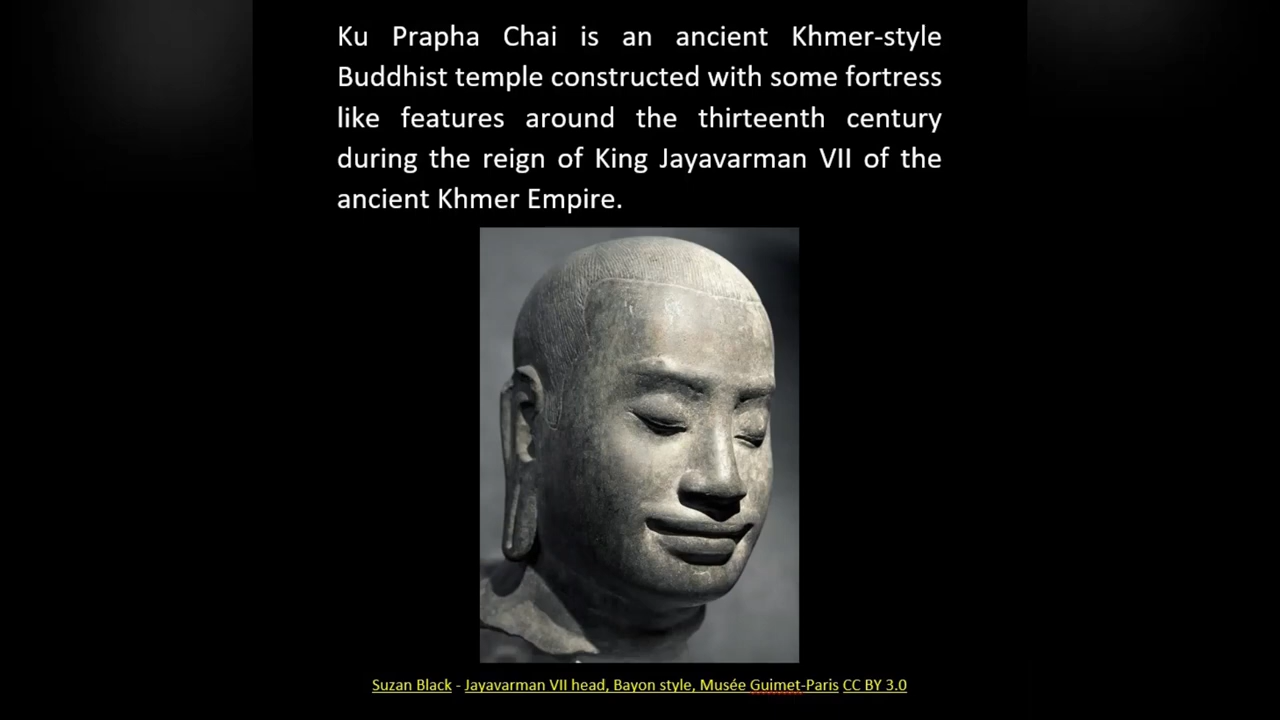 Ku Prapha Chai is an ancient Khmer-style
Buddhist temple constructed with some fortress
like features around the thirteenth century
during the reign of King Jayavarman VII of the
ancient Khmer Empire.
Suzan Black - Jayavarman VII head, Bayon style, Musée Guimet-Paris CC BY 3.0